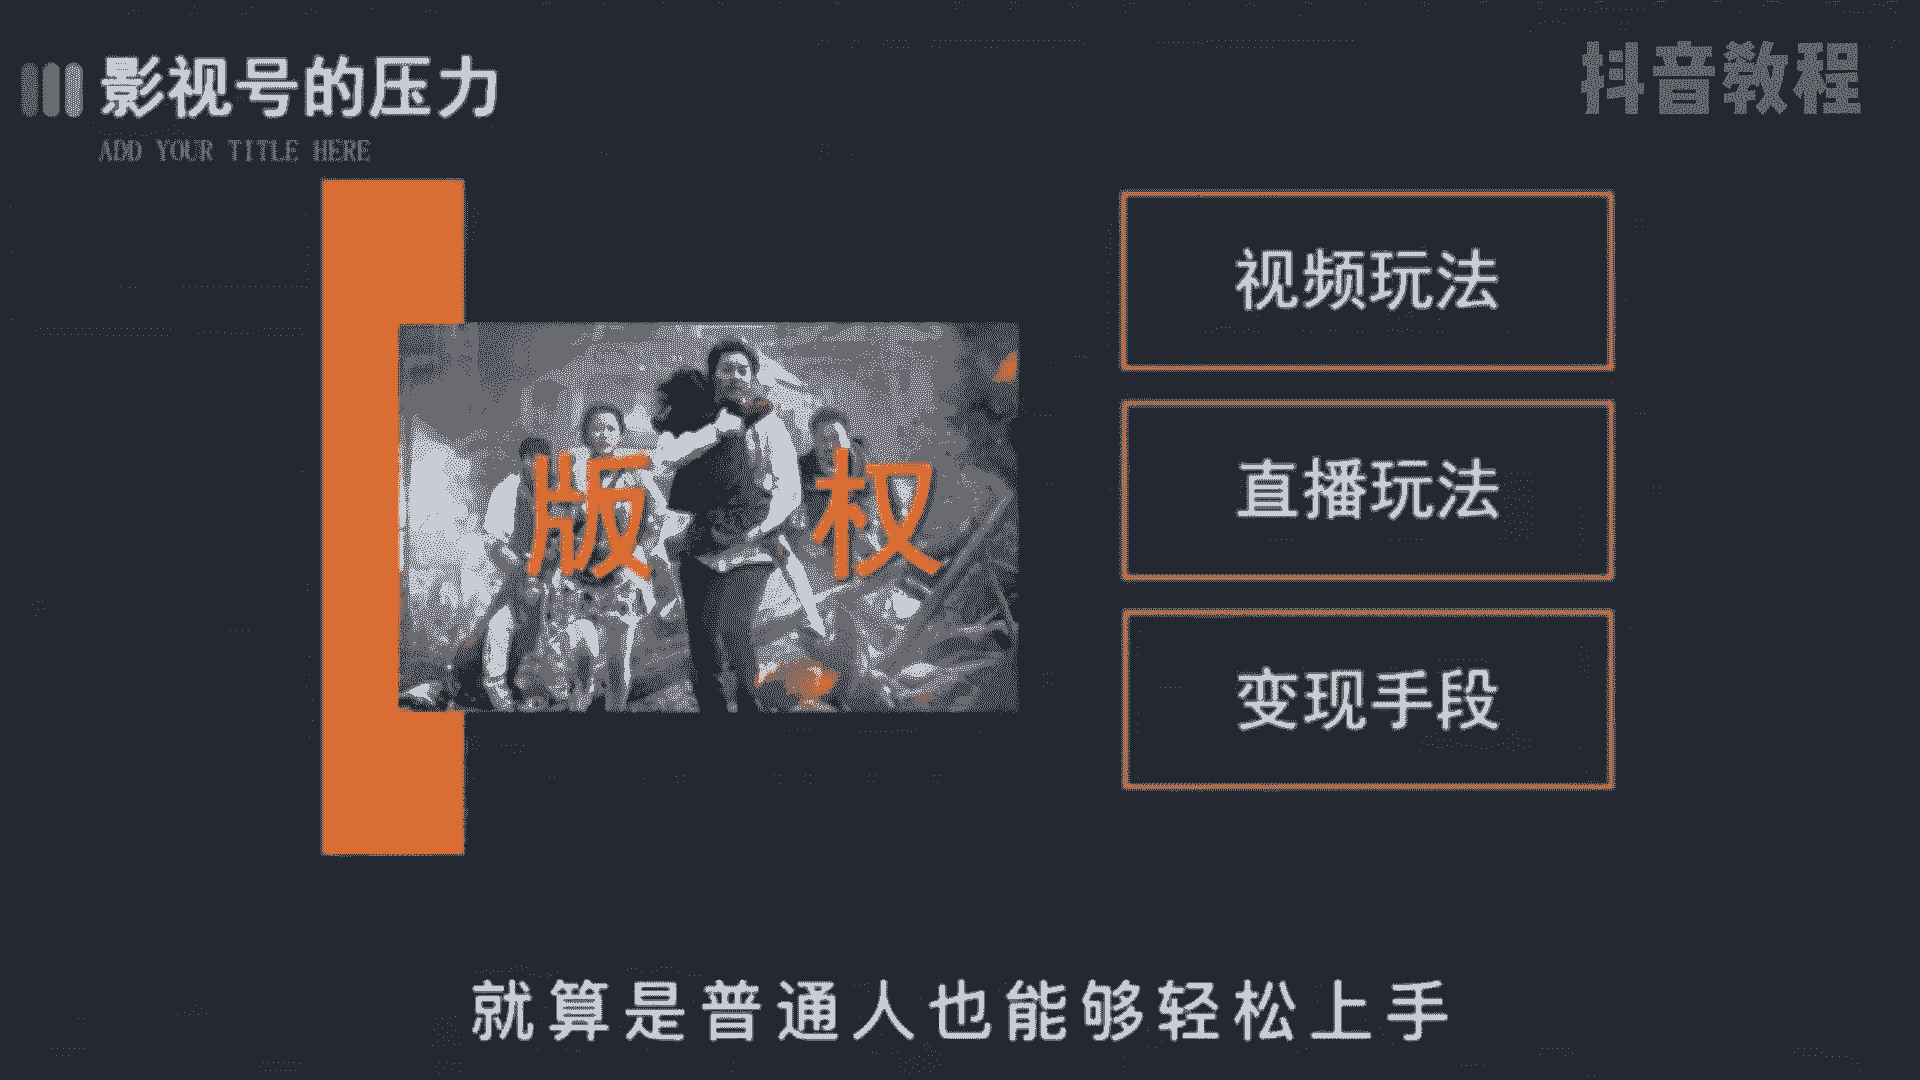 影视号的压力
ADD YOUR TITLE HERE
抖音教程
版权
视频玩法
直播玩法
变现手段
就算是普通人也能够轻松上手